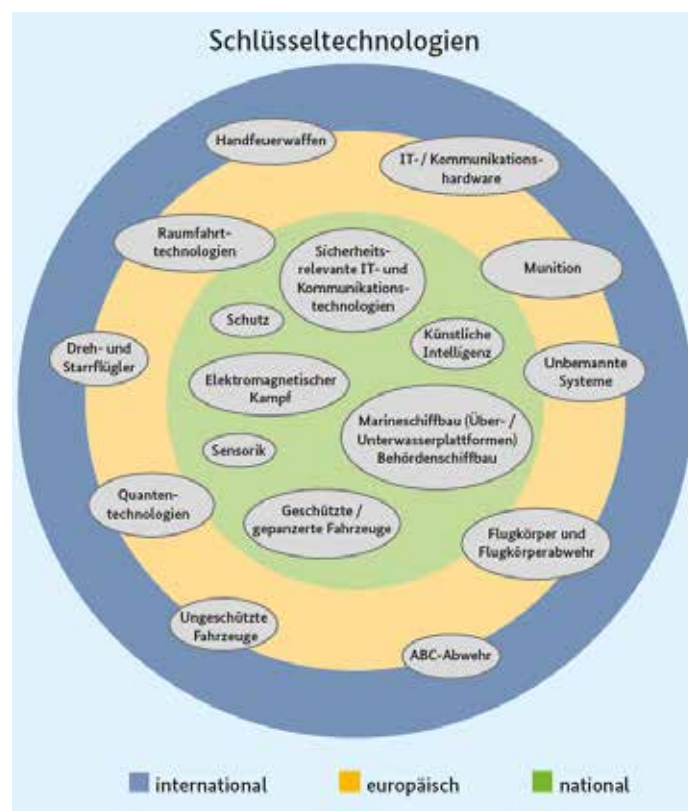 Schlüsseltechnologien
Handfeuerwaffen
IT- / Kommunikations-
hardware
Raumfahrt-
technologien
Sicherheits-
relevante IT- und
Kommunikations-
technologien
Munition
Schutz
Künstliche
Intelligenz
Dreh- und
Starrflügler
Unbemannte
Systeme
Elektromagnetischer
Kampf
Marineschiffbau (Über- /
Unterwasserplattformen)
Behördenschiffbau
Sensorik
Quanten-
technologien
Geschützte /
gepanzerte Fahrzeuge
Flugkörper und
Flugkörperabwehr
Ungeschützte
Fahrzeuge
ABC-Abwehr
international
europäisch
national